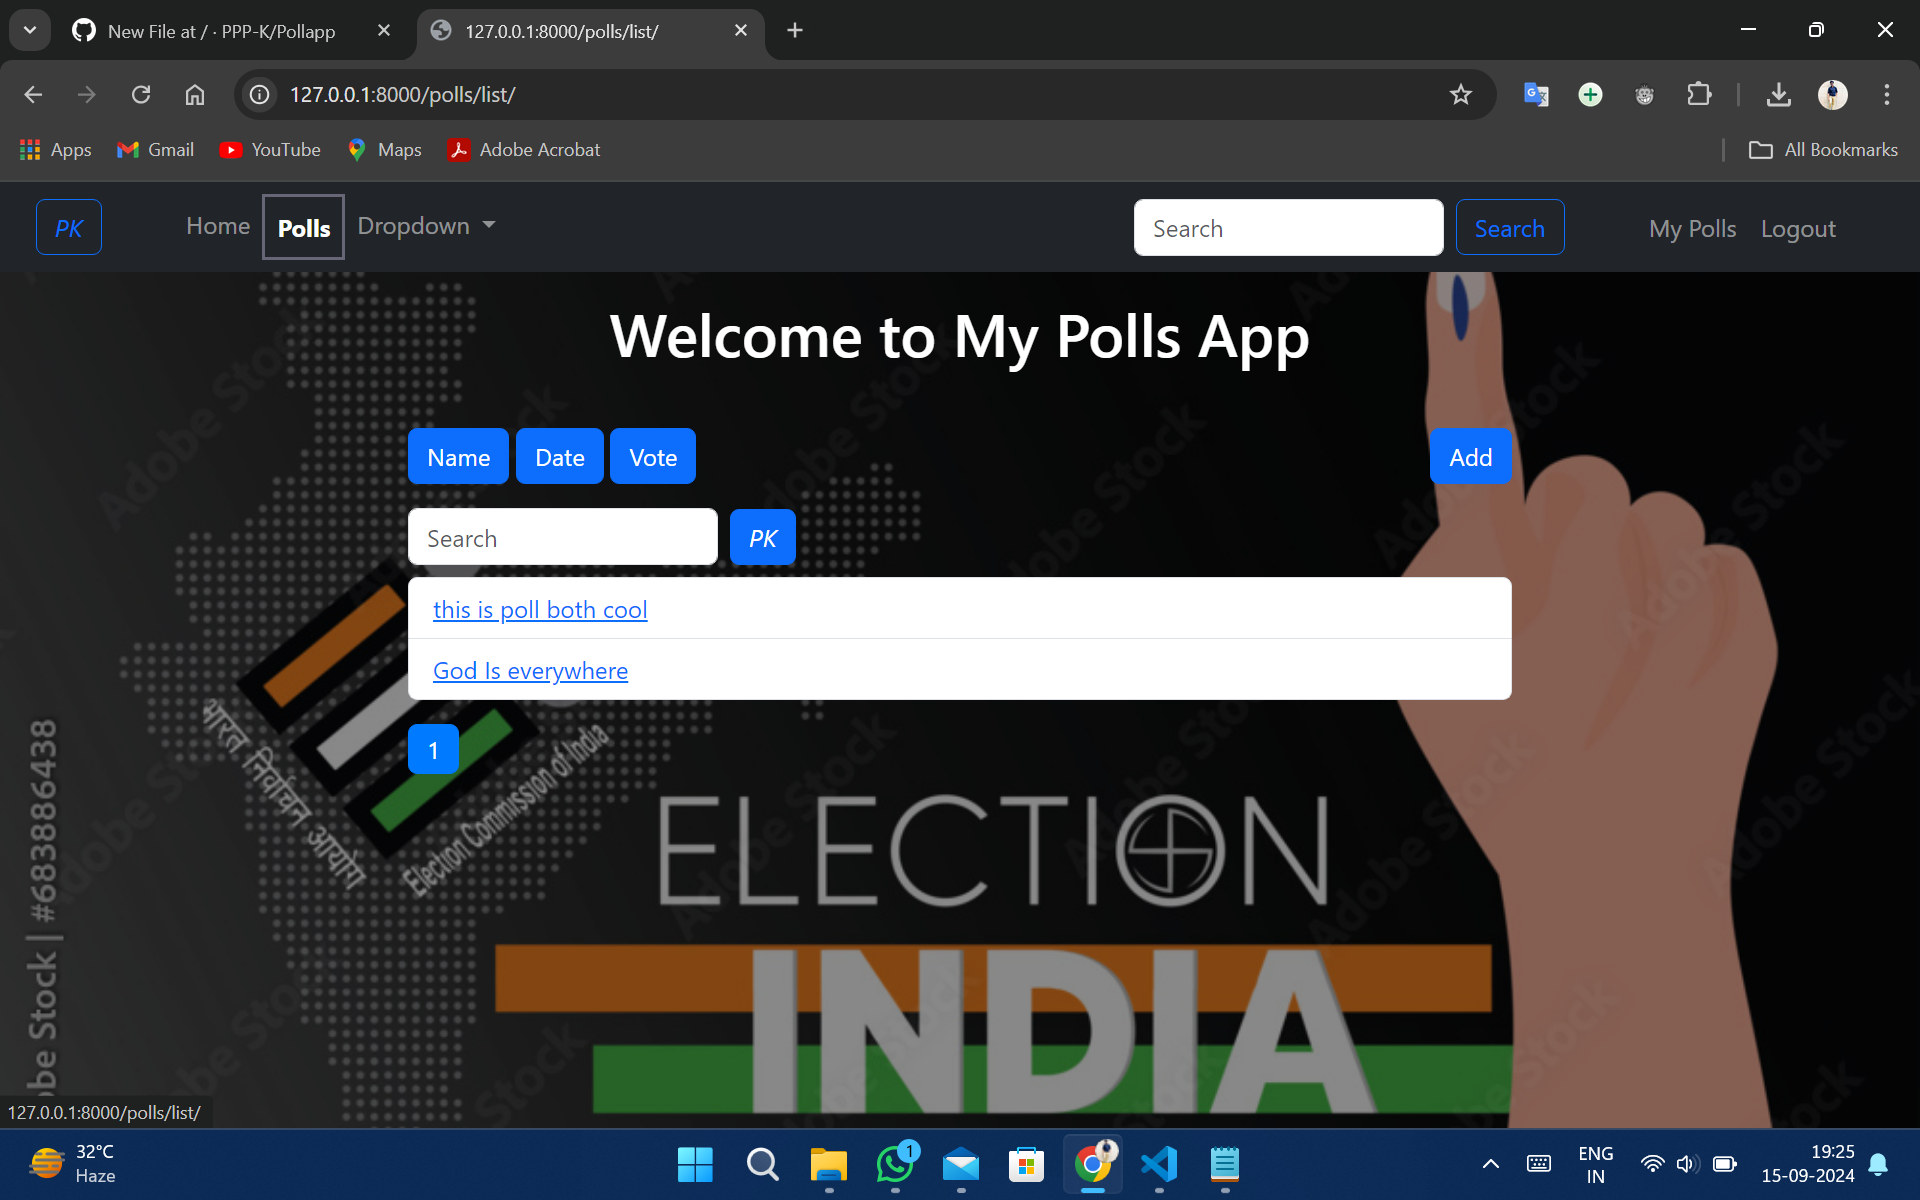 New File at / · PPP-K/Pollapp
127.0.0.1:8000/polls/list/
127.0.0.1:8000/polls/list/
Apps
Gmail
YouTube
Maps
Adobe Acrobat
All Bookmarks
PK
Home
Polls
Dropdown
Search
Search
My Polls
Logout
Welcome to My Polls App
Name
Date
Vote
Add
Search
PK
this is poll both cool
God Is everywhere
1
भारत निर्वाचन आयोग
Election Commission of India
ELECTION
INDIA
Adobe Stock
obe Stock | #683886438
127.0.0.1:8000/polls/list/
32°C
Haze
1
ENG
IN
19:25
15-09-2024